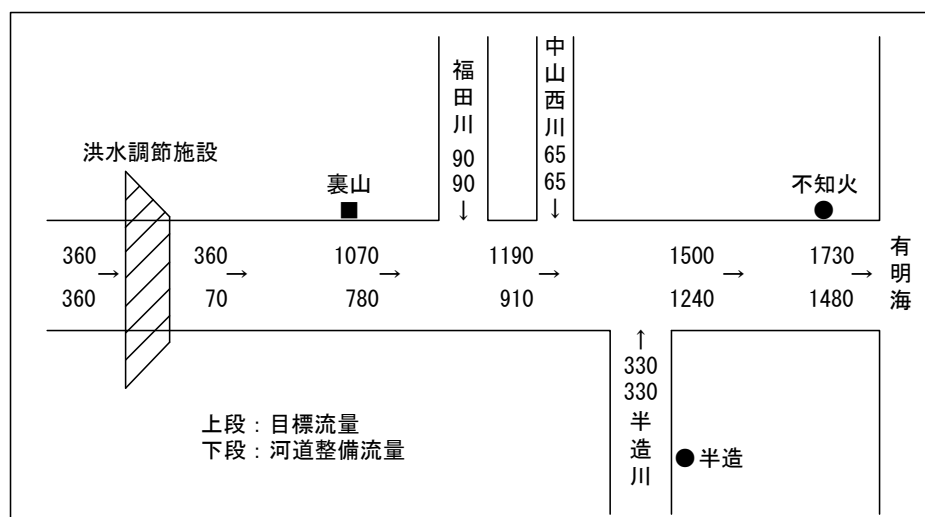 福田川
90
90
↓
中山西川
65
65
↓
洪水調節施設
裏山
■
不知火
●
360
→
360
360
→
70
1070
→
780
1190
→
910
1500
→
1240
1730
→
1480
有明海
↑
330
330
半造川
●半造
上段：目標流量
下段：河道整備流量